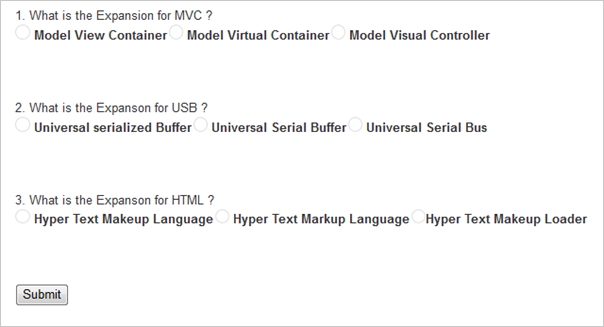 1. What is the Expansion for MVC ?
Model View Container Model Virtual Container Model Visual Controller
2. What is the Expanson for USB ?
Universal serialized Buffer Universal Serial Buffer Universal Serial Bus
3. What is the Expanson for HTML ?
Hyper Text Makeup Language Hyper Text Markup Language Hyper Text Makeup Loader
Submit